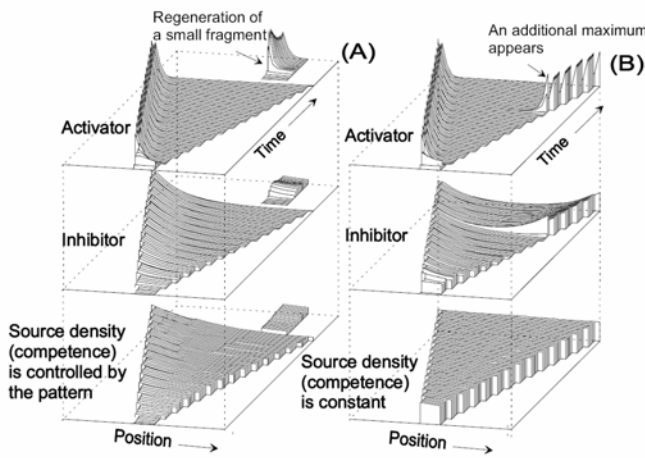 Regeneration of
a small fragment
(A)
Activator
Time
Inhibitor
Source density
(competence)
is controlled by
the pattern
Position
An additional maximum
appears
(B)
Activator
Time
Inhibitor
Source density
(competence)
is constant
Position